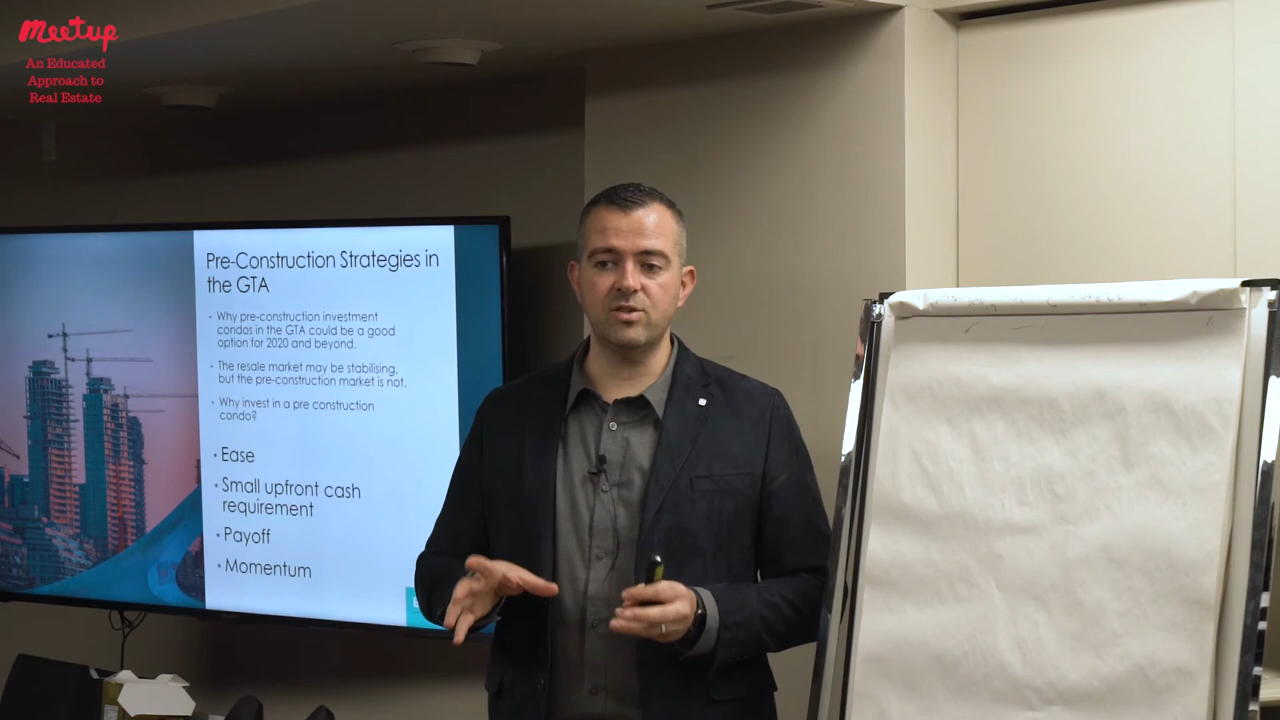 Meetup
An Educated
Approach to
Real Estate
Pre-Construction Strategies in
the GTA
• Why pre-construction investment
condos in the GTA could be a good
option for 2020 and beyond.
• The resale market may be stabilising,
but the pre-construction market is not.
• Why invest in a pre construction
condo?
• Ease
• Small upfront cash
requirement
• Payoff
• Momentum